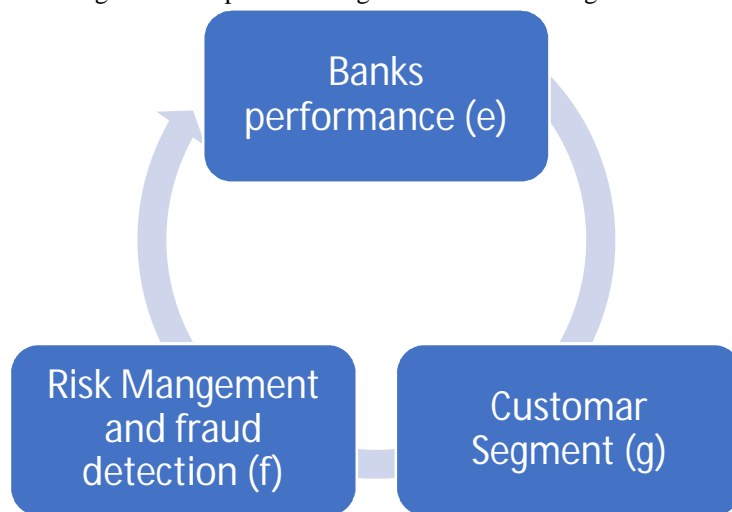 Banks
performance (e)
Risk Mangement
and fraud
detection (f)
Customar
Segment (g)